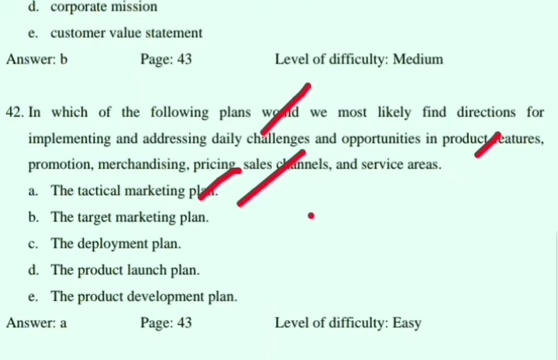 d. corporate mission
e. customer value statement
Answer: b Page: 43 Level of difficulty: Medium
42. In which of the following plans would we most likely find directions for
implementing and addressing daily challenges and opportunities in product features,
promotion, merchandising, pricing, sales channels, and service areas.
a. The tactical marketing plan.
b. The target marketing plan.
c. The deployment plan.
d. The product launch plan.
e. The product development plan.
Answer: a Page: 43 Level of difficulty: Easy